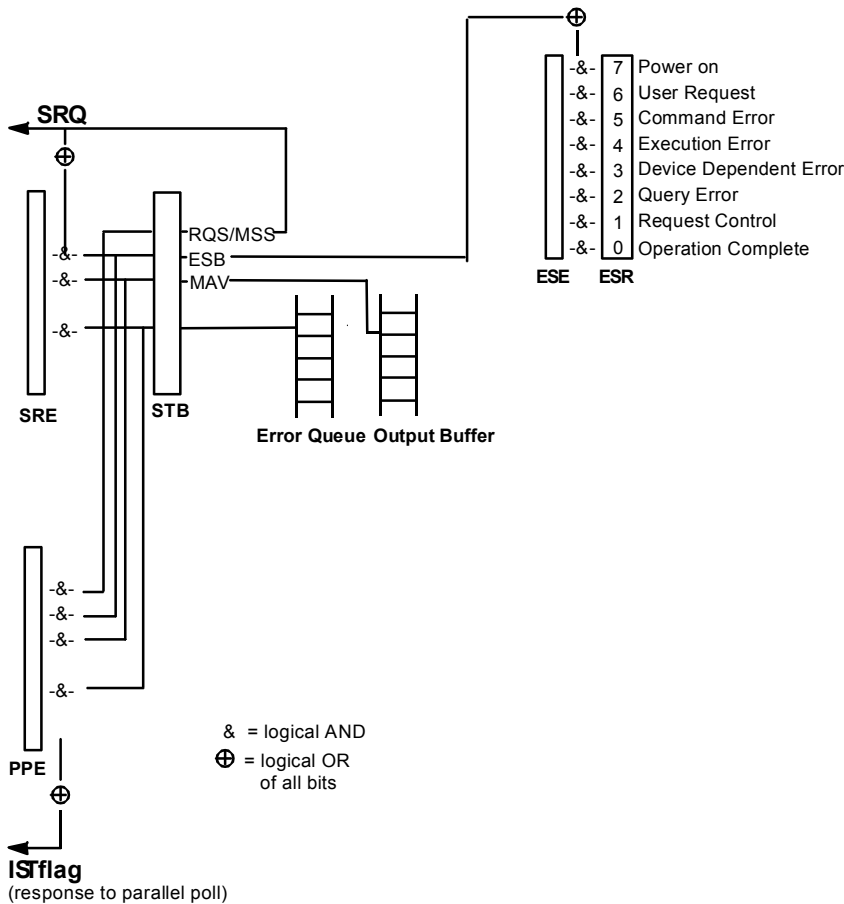 -&- 7 Power on
-&- 6 User Request
-&- 5 Command Error
-&- 4 Execution Error
-&- 3 Device Dependent Error
-&- 2 Query Error
-&- 1 Request Control
-&- 0 Operation Complete
ESE ESR
SRQ
RQS/MSS
-&- ESB
-&- MAV
-&-
SRE STB
Error Queue Output Buffer
-&-
-&-
-&-
-&-
& = logical AND
⊕ = logical OR
of all bits
PPE
ISTflag
(response to parallel poll)